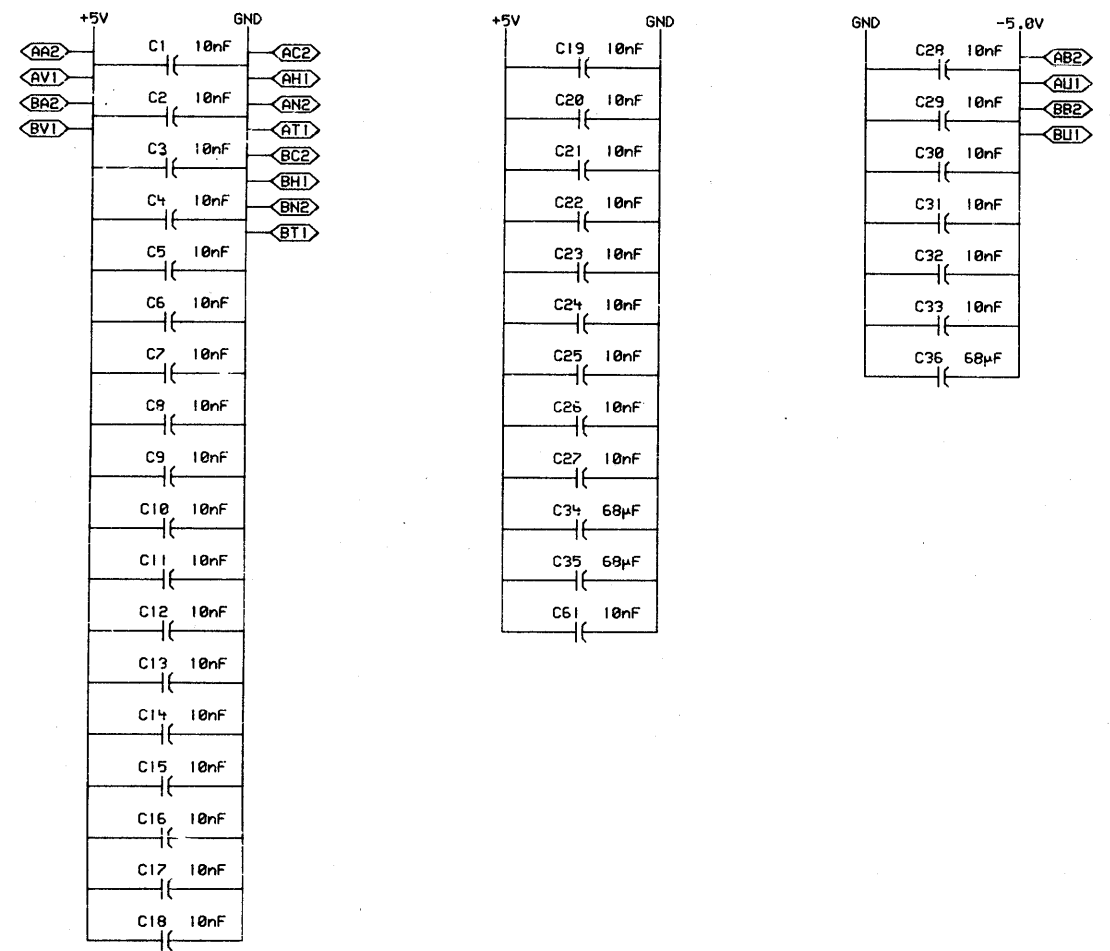 +5V GND
AA2
AV1
BA2
BV1
C1 10nF
C2 10nF
C3 10nF
C4 10nF
C5 10nF
C6 10nF
C7 10nF
C8 10nF
C9 10nF
C10 10nF
C11 10nF
C12 10nF
C13 10nF
C14 10nF
C15 10nF
C16 10nF
C17 10nF
C18 10nF
AC2
AH1
AN2
AT1
BC2
BH1
BN2
BT1
+5V GND
C19 10nF
C20 10nF
C21 10nF
C22 10nF
C23 10nF
C24 10nF
C25 10nF
C26 10nF
C27 10nF
C34 68µF
C35 68µF
C61 10nF
GND -5.0V
C28 10nF
C29 10nF
C30 10nF
C31 10nF
C32 10nF
C33 10nF
C36 68µF
AB2
AU1
BB2
BU1